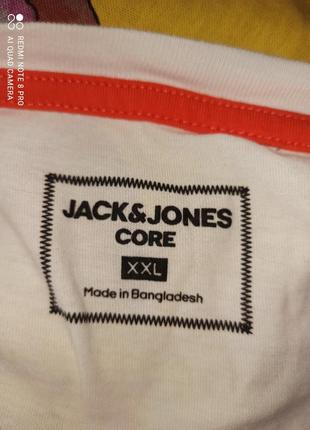 REDMI NOTE 8 PRO
AI QUAD CAMERA
JACK&JONES
CORE
XXL
Made in Bangladesh